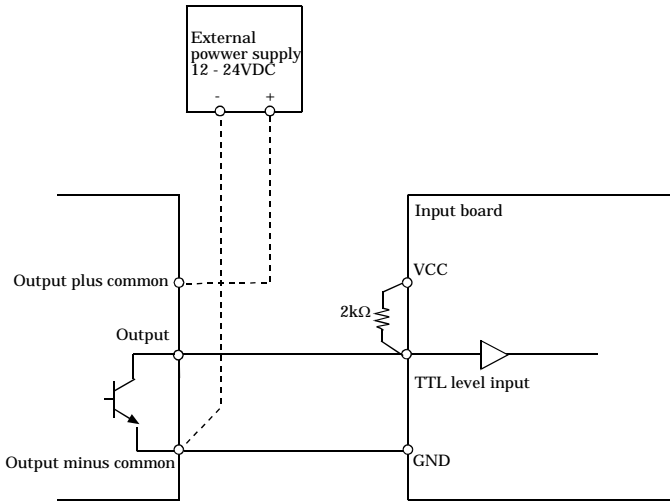 External
powwer supply
12 - 24VDC
- +
Input board
Output plus common
VCC
2kΩ
Output
TTL level input
Output minus common
GND